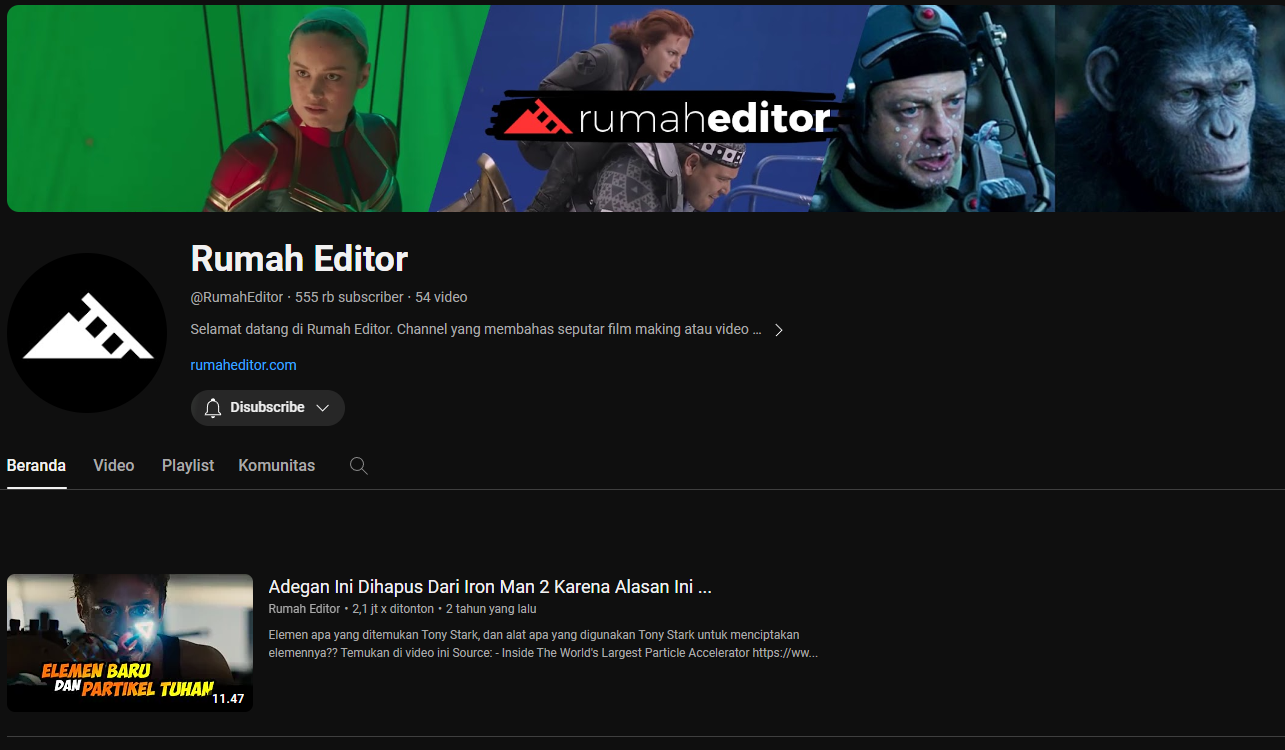 rumaheditor
Rumah Editor
@RumahEditor · 555 rb subscriber · 54 video
Selamat datang di Rumah Editor. Channel yang membahas seputar film making atau video ...
rumaheditor.com
Disubscribe
Beranda Video Playlist Komunitas
Adegan Ini Dihapus Dari Iron Man 2 Karena Alasan Ini ...
Rumah Editor • 2,1 jt x ditonton • 2 tahun yang lalu
Elemen apa yang ditemukan Tony Stark, dan alat apa yang digunakan Tony Stark untuk menciptakan
elemennya?? Temukan di video ini Source: - Inside The World's Largest Particle Accelerator https://ww...
ELEMEN BARU
DAN PARTIKEL TUHAN
11.47